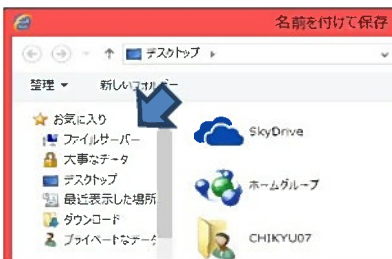 名前を付けて保存
デスクトップ
整理 新しいフォルダー
お気に入り
ファイルサーバー
大事なデータ
デスクトップ
最近表示した場所
ダウンロード
プライベートなデータ
SkyDrive
ホームグループ
CHIKYU07